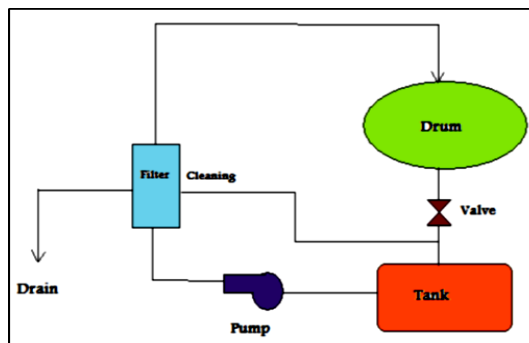 Drum
Filter
Cleaning
Valve
Drain
Tank
Pump